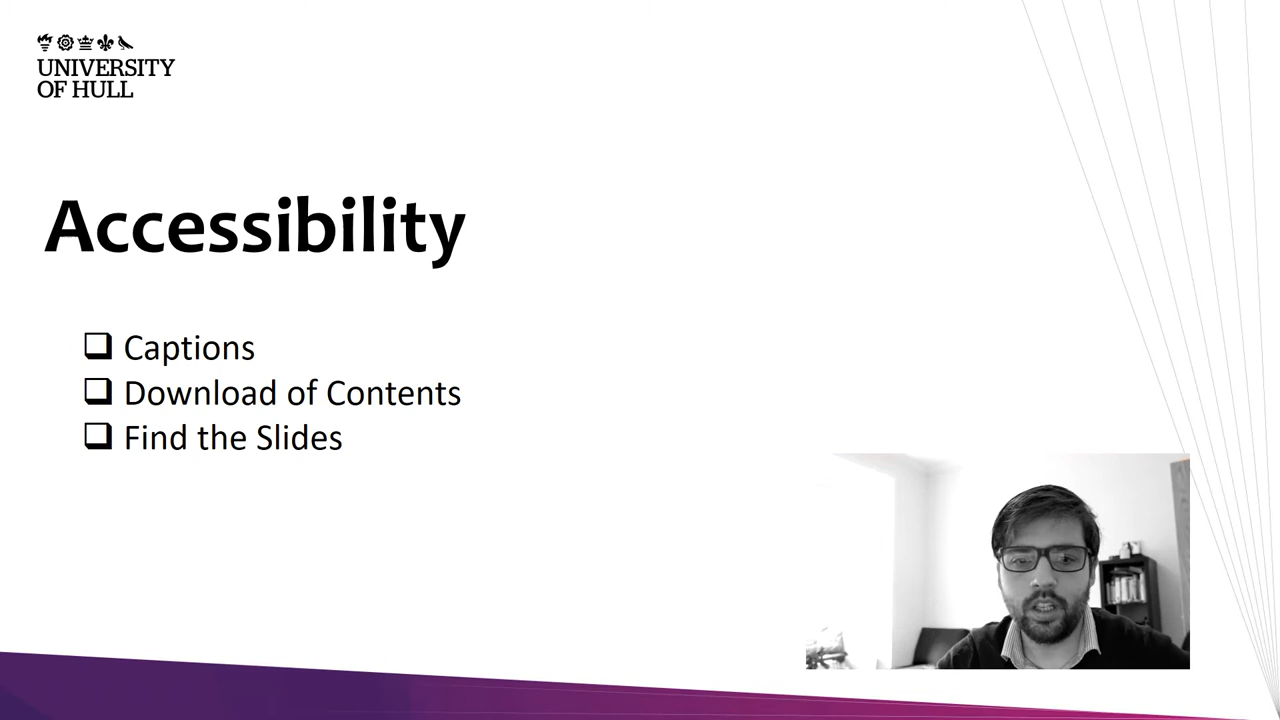 UNIVERSITY
OF HULL
Accessibility
❑ Captions
❑ Download of Contents
❑ Find the Slides